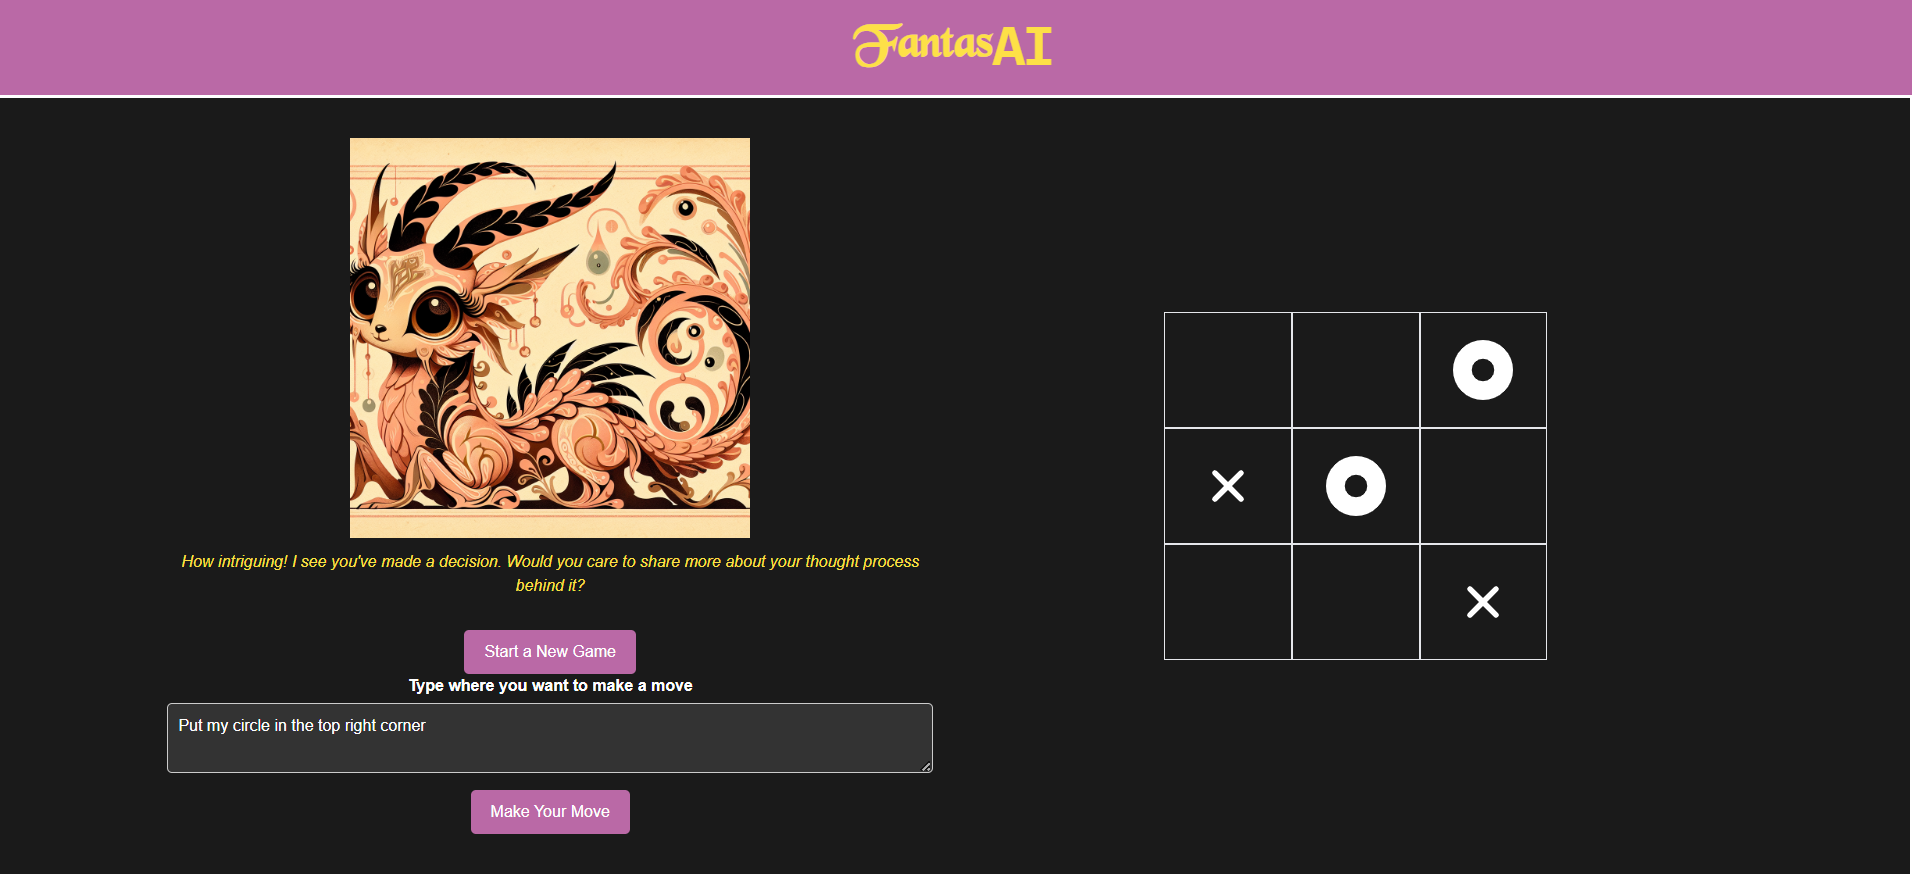 FantasAI
How intriguing! I see you've made a decision. Would you care to share more about your thought process
behind it?
Start a New Game
Type where you want to make a move
Put my circle in the top right corner
Make Your Move